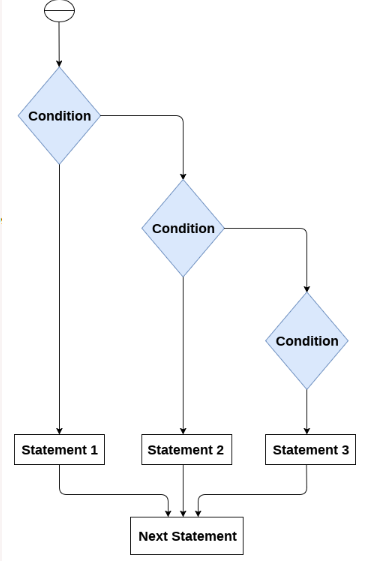 Condition
Condition
Condition
Statement 1
Statement 2
Statement 3
Next Statement